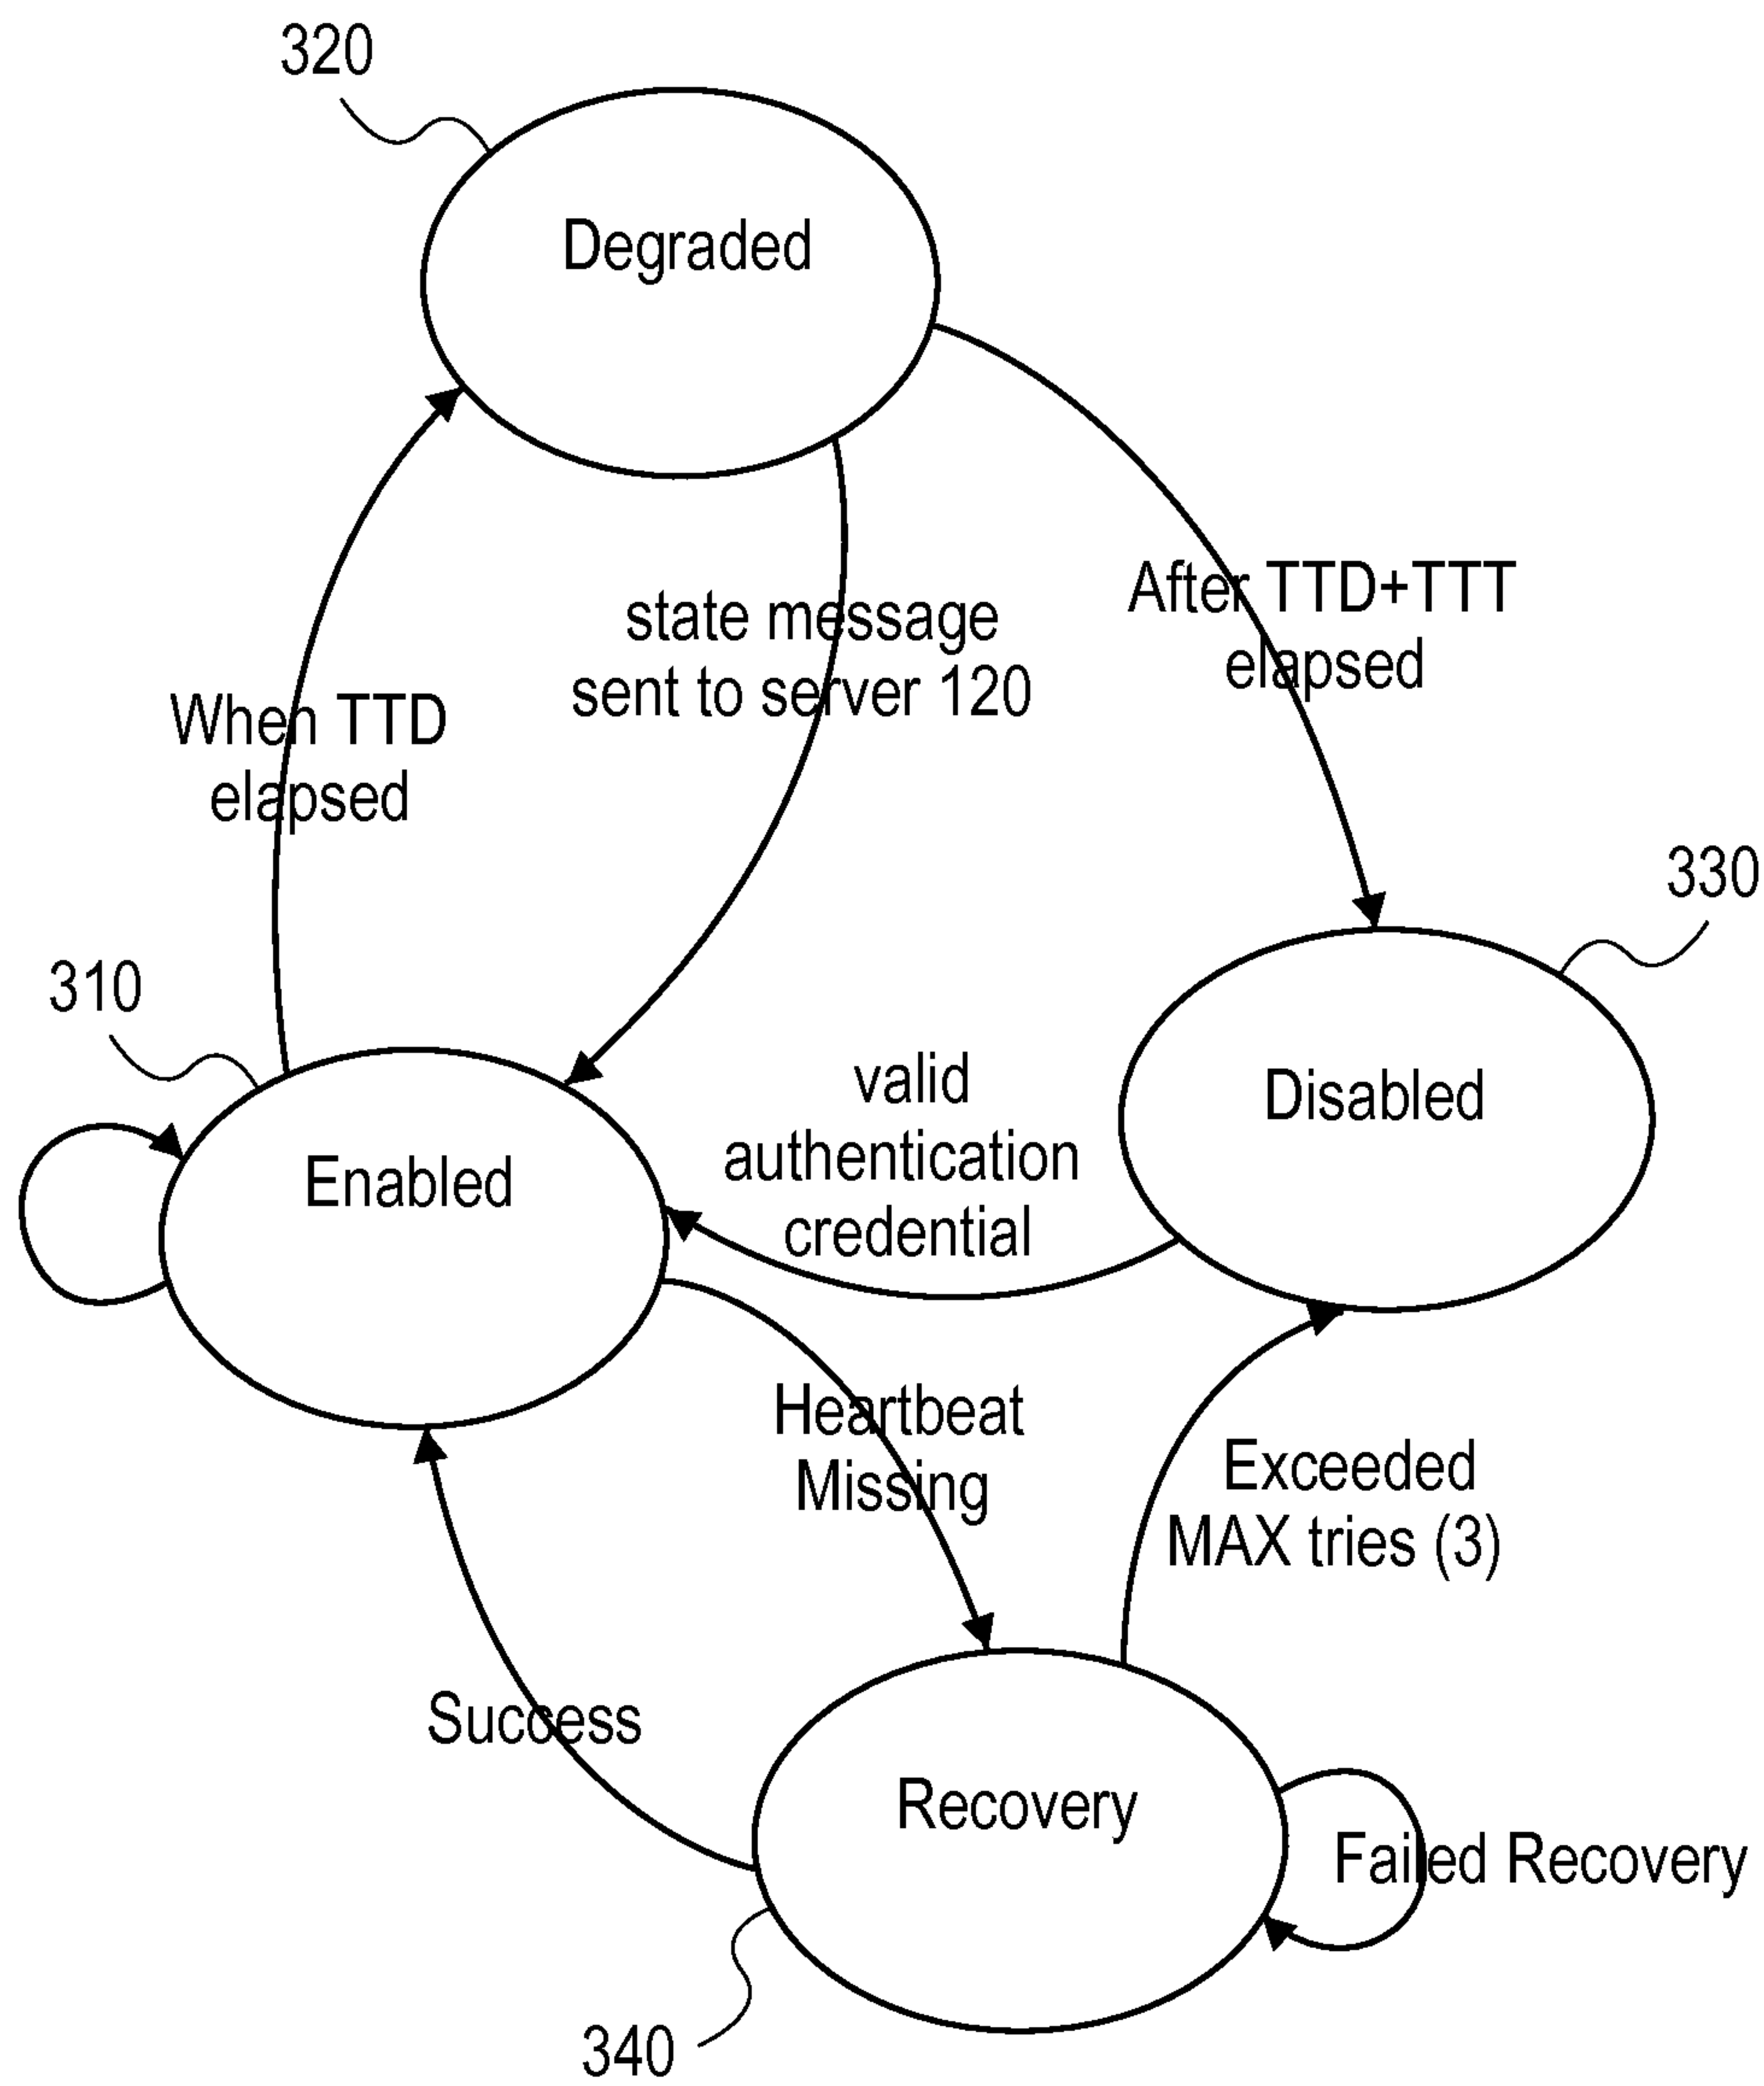 320
Degraded
After TTD+TTT
elapsed
state message
sent to server 120
When TTD
elapsed
330
310
valid
authentication
credential
Disabled
Enabled
Heartbeat
Missing
Exceeded
MAX tries (3)
Success
Recovery
Failed Recovery
340